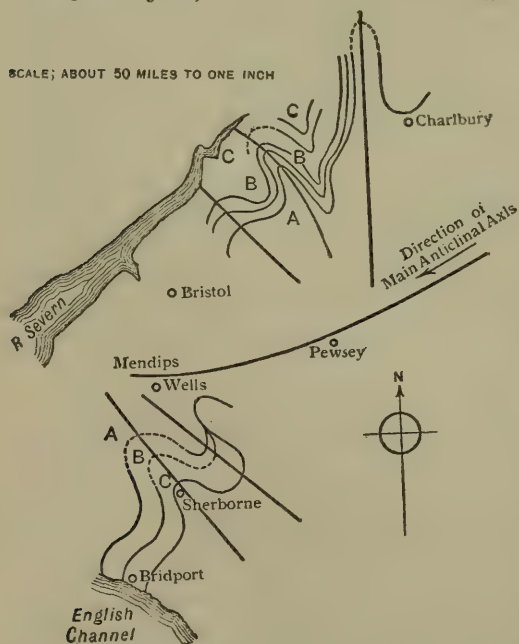 SCALE; ABOUT 50 MILES TO ONE INCH
C
Charlbury
C
B
B
A
Direction of
Main Anticlinal Axis
R Severn
Bristol
Mendips
Pewsey
Wells
N
A
B
C
Sherborne
Bridport
English
Channel